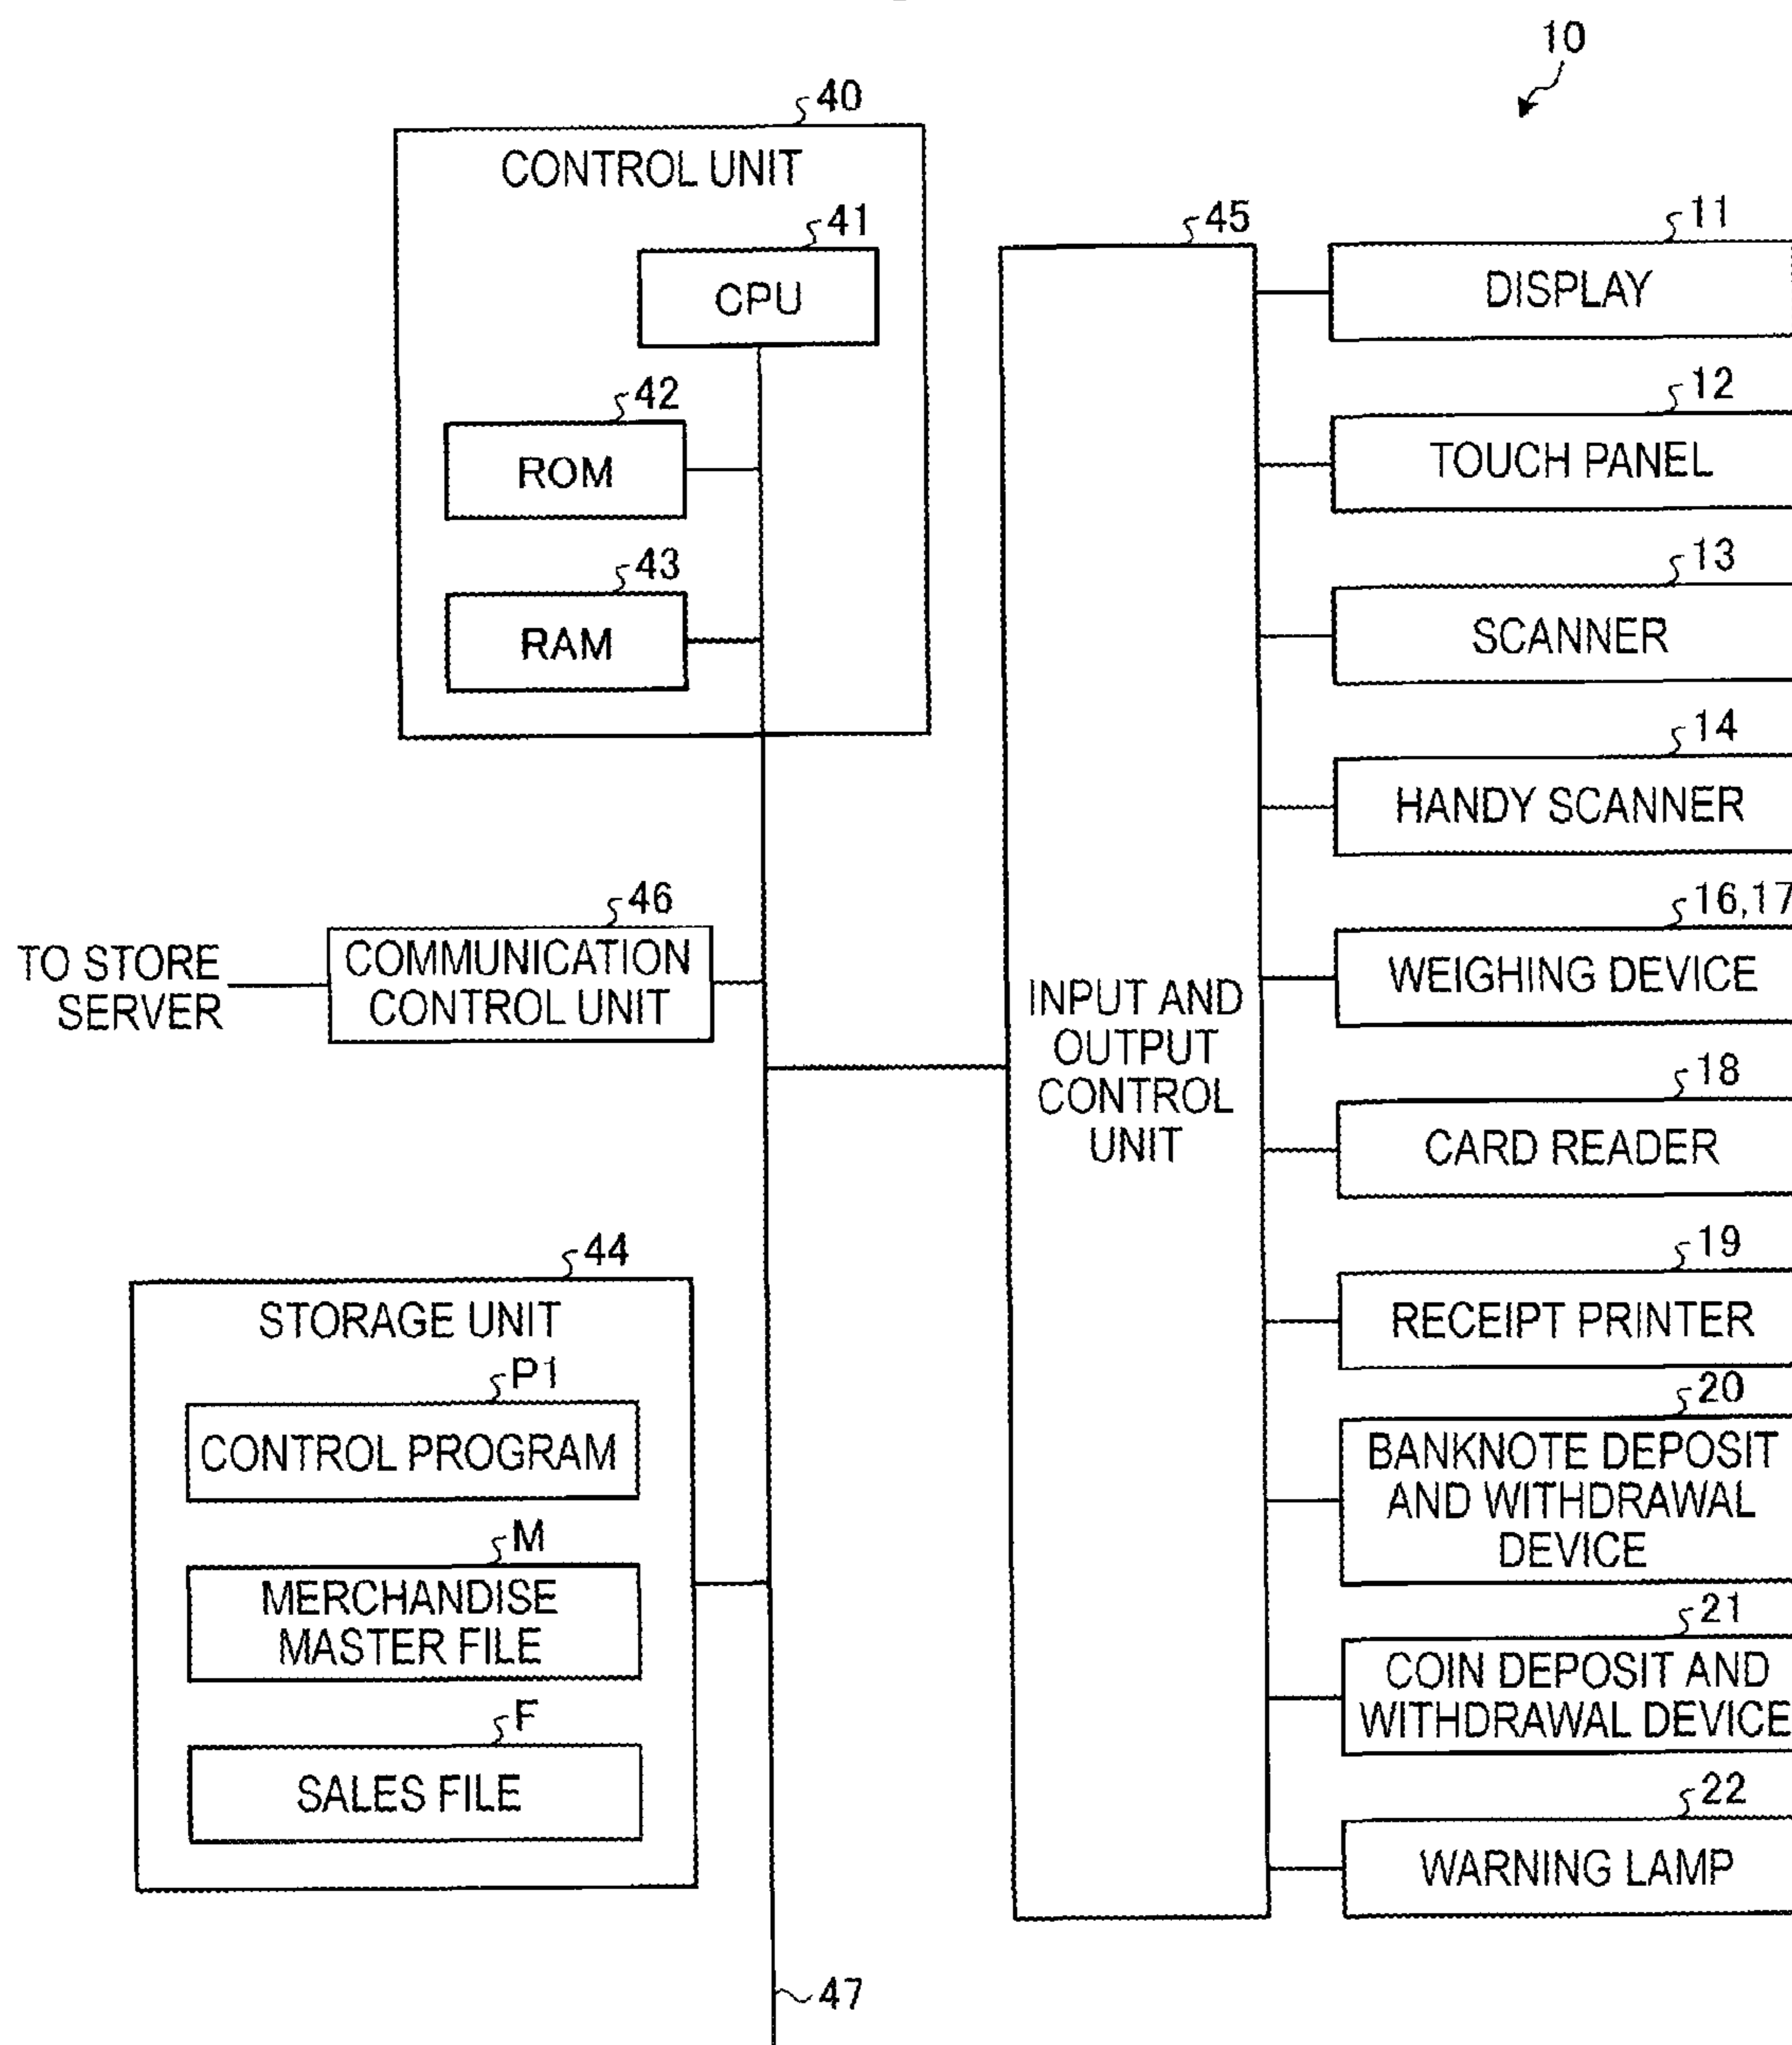 10
40
CONTROL UNIT
41
CPU
42
ROM
43
RAM
46
TO STORE
SERVER
COMMUNICATION
CONTROL UNIT
44
STORAGE UNIT
P1
CONTROL PROGRAM
M
MERCHANDISE
MASTER FILE
F
SALES FILE
47
45
INPUT AND
OUTPUT
CONTROL
UNIT
11
DISPLAY
12
TOUCH PANEL
13
SCANNER
14
HANDY SCANNER
16,17
WEIGHING DEVICE
18
CARD READER
19
RECEIPT PRINTER
20
BANKNOTE DEPOSIT
AND WITHDRAWAL
DEVICE
21
COIN DEPOSIT AND
WITHDRAWAL DEVICE
22
WARNING LAMP